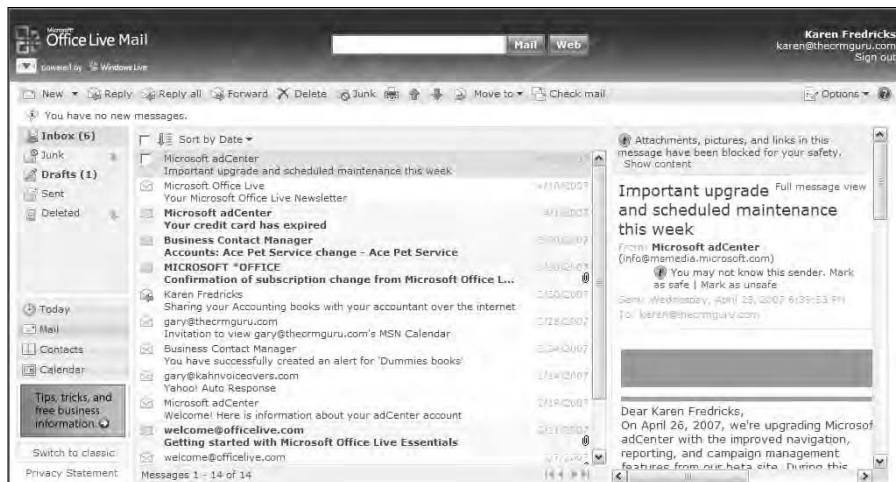 Microsoft
Office Live Mail
powered by Windows Live
Mail Web
Karen Fredricks
karen@thecrmguru.com
Sign out
New Reply Reply all Forward Delete Junk Move to Check mail Options
You have no new messages.
Inbox (6)
Junk
Drafts (1)
Sent
Deleted
Today
Mail
Contacts
Calendar
Tips, tricks, and
free business
information.
Switch to classic
Privacy Statement
Sort by Date
Microsoft adCenter
Important upgrade and scheduled maintenance this week
Microsoft Office Live 4/10/2007
Your Microsoft Office Live Newsletter
Microsoft adCenter
Your credit card has expired
Business Contact Manager
Accounts: Ace Pet Service change - Ace Pet Service
MICROSOFT *OFFICE
Confirmation of subscription change from Microsoft Office L...
Karen Fredricks
Sharing your Accounting books with your accountant over the internet
gary@thecrmguru.com
Invitation to view gary@thecrmguru.com's MSN Calendar
Business Contact Manager
You have successfully created an alert for 'Dummies books'
gary@kahnvoiceovers.com
Yahoo! Auto Response
Microsoft adCenter
Welcome! Here is information about your adCenter account
welcome@officelive.com
Getting started with Microsoft Office Live Essentials
welcome@officelive.com
Messages 1 - 14 of 14
Attachments, pictures, and links in this
message have been blocked for your safety.
Show content
Important upgrade Full message view
and scheduled maintenance
this week
From: Microsoft adCenter
(info@msmedia.microsoft.com)
You may not know this sender. Mark
as safe | Mark as unsafe
Sent: Wednesday, April 25, 2007 6:39:53 PM
To: karen@thecrmguru.com
Dear Karen Fredricks,
On April 26, 2007, we're upgrading Microsof
adCenter with the improved navigation,
reporting, and campaign management
features from our beta site. During this